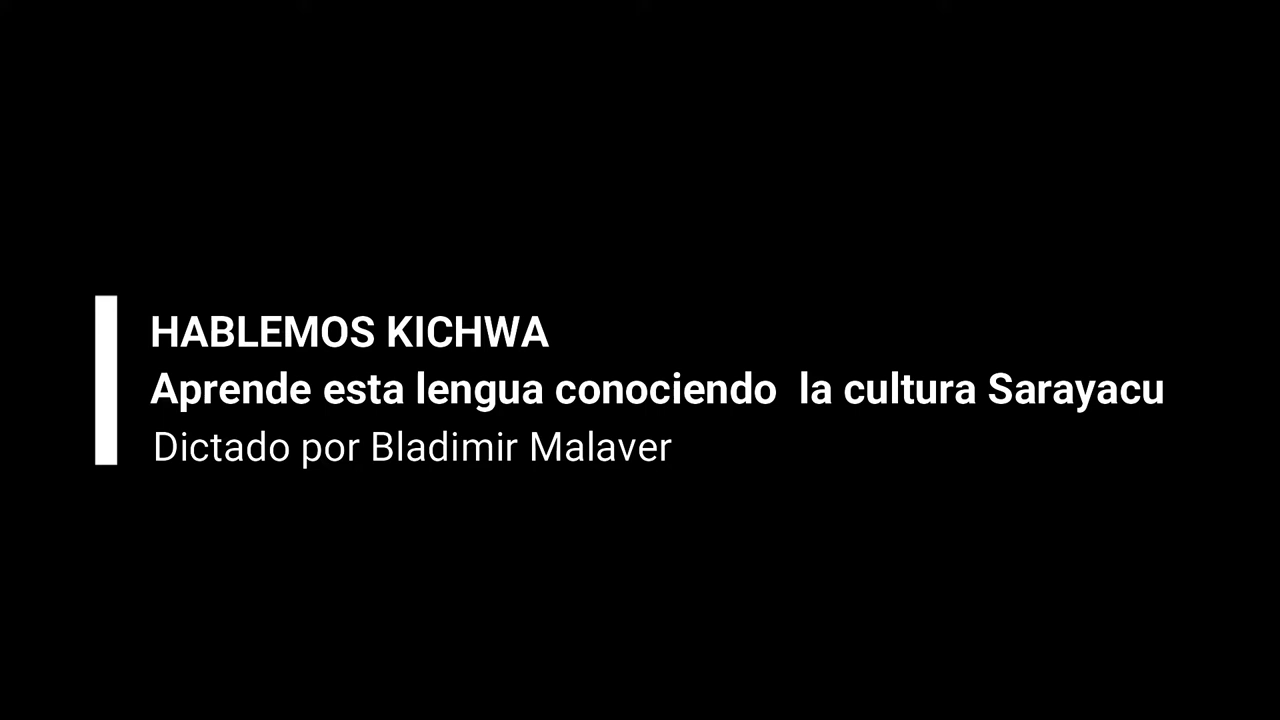 HABLEMOS KICHWA
Aprende esta lengua conociendo  la cultura Sarayacu
Dictado por Bladimir Malaver